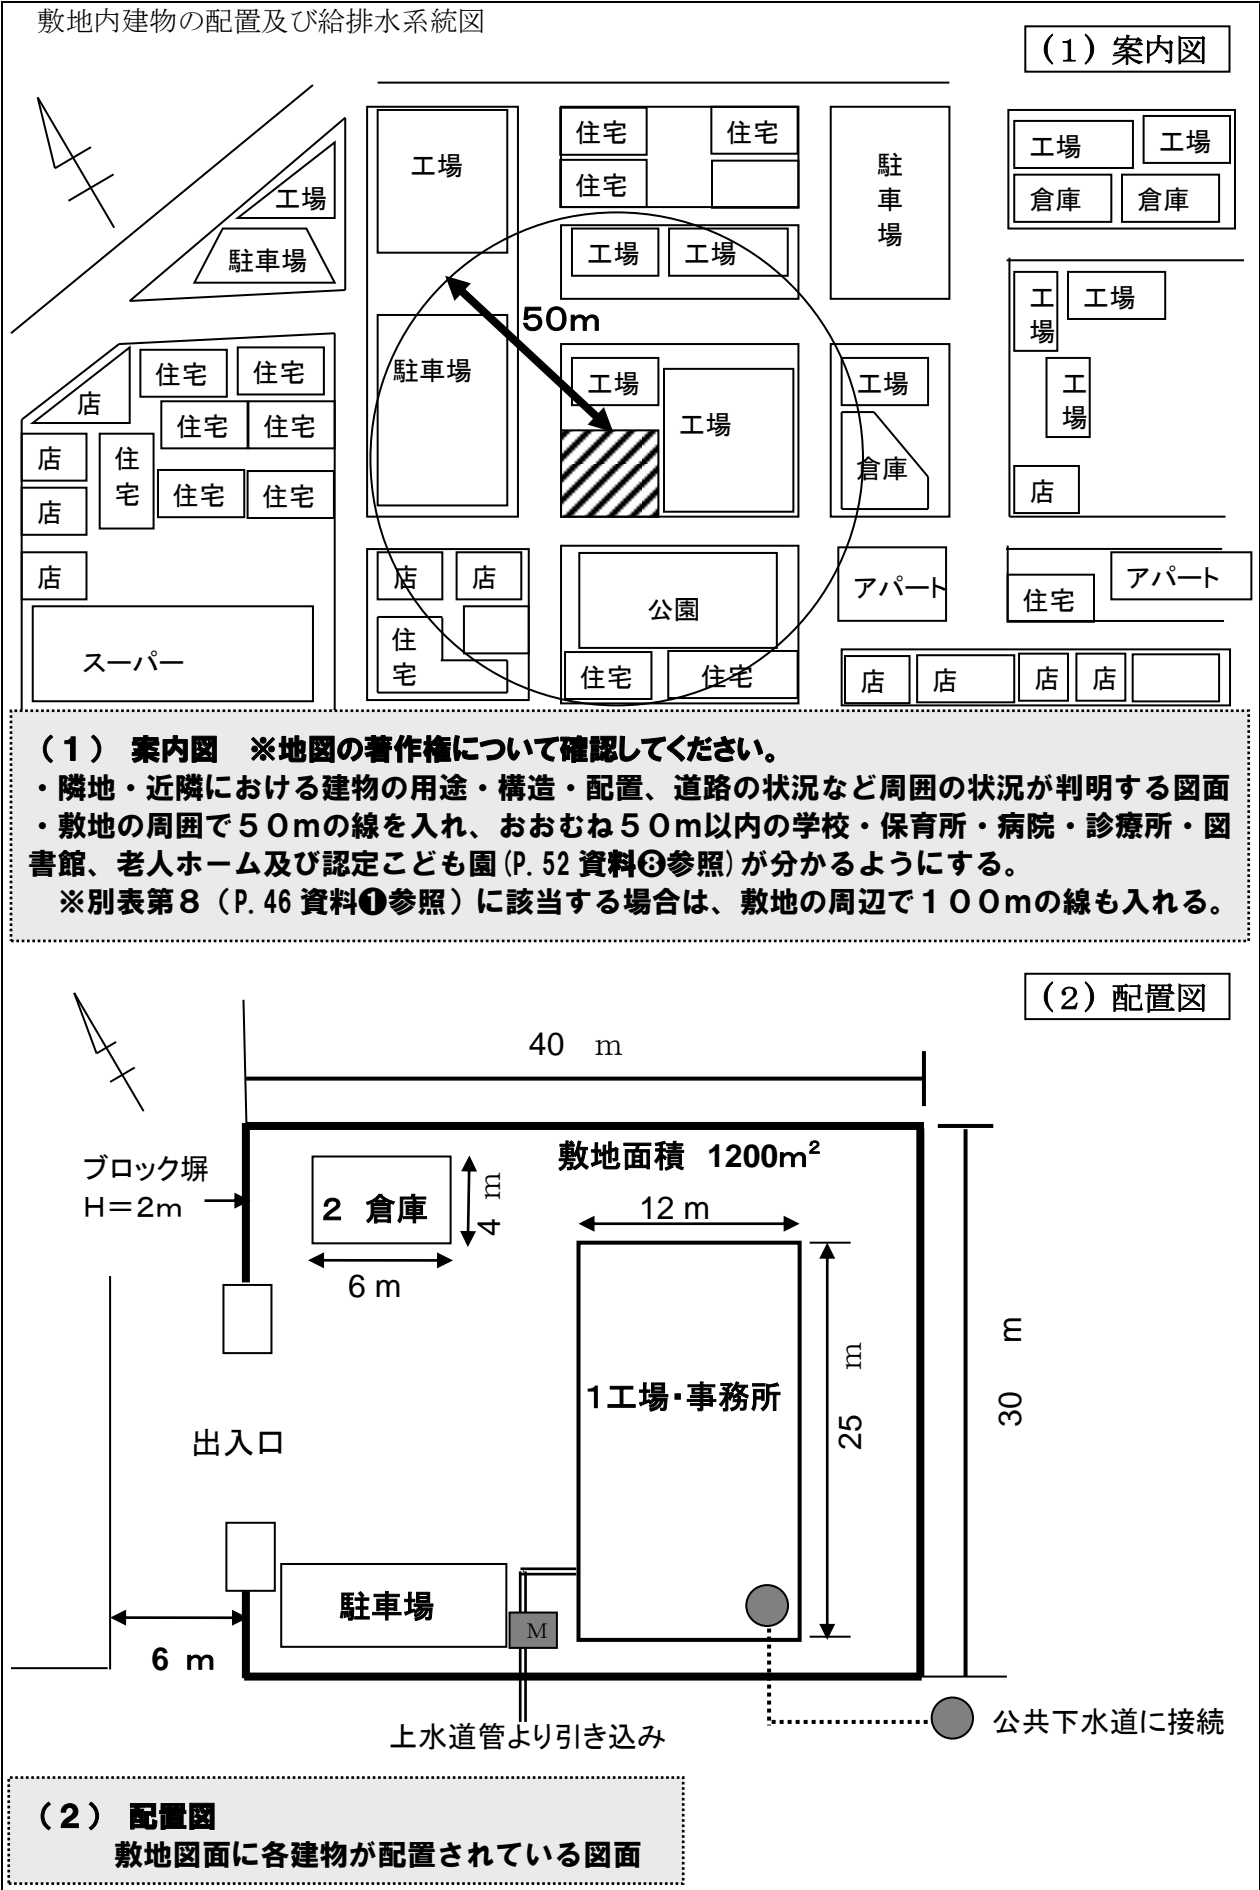 敷地内建物の配置及び給排水系統図
（１）案内図
工場
住宅
住宅
住宅
駐車場
工場
工場
倉庫
倉庫
工場
駐車場
工場
工場
工場
工場
50m
駐車場
工場
工場
工場
倉庫
工場
店
店
住宅
住宅
住宅
住宅
店
住宅
住宅
住宅
店
店
スーパー
店
店
住宅
公園
住宅
住宅
アパート
住宅
アパート
店
店
店
店
（１）　案内図　※地図の著作権について確認してください。
・隣地・近隣における建物の用途・構造・配置、道路の状況など周囲の状況が判明する図面
・敷地の周囲で５０ｍの線を入れ、おおむね５０ｍ以内の学校・保育所・病院・診療所・図
書館、老人ホーム及び認定こども園(P.52 資料❽参照)が分かるようにする。
※別表第８（P.46 資料❶参照）に該当する場合は、敷地の周辺で１００ｍの線も入れる。
（２）配置図
40　m
敷地面積　1200m²
ブロック塀
H＝2m
２　倉庫
4　m
6 m
12 m
25　m
30　m
１工場・事務所
出入口
駐車場
M
6 m
上水道管より引き込み
公共下水道に接続
（２）　配置図
敷地図面に各建物が配置されている図面